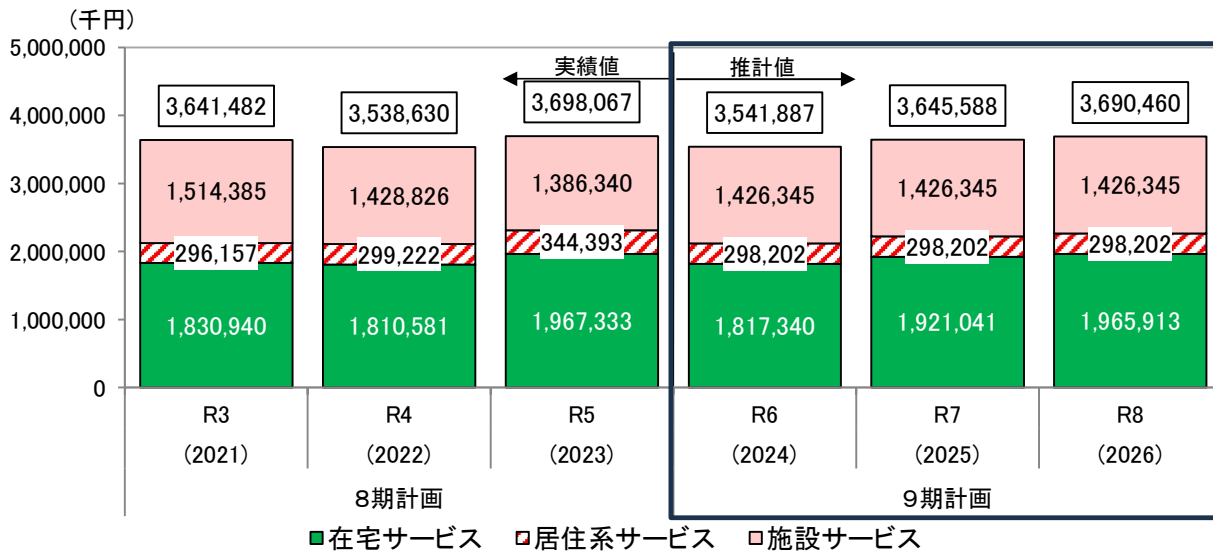 (千円)
5,000,000
実績値 推計値
4,000,000
3,641,482 3,538,630 3,698,067 3,541,887 3,645,588 3,690,460
3,000,000
1,514,385 1,428,826 1,386,340 1,426,345 1,426,345 1,426,345
2,000,000
296,157 299,222 344,393 298,202 298,202 298,202
1,000,000
1,830,940 1,810,581 1,967,333 1,817,340 1,921,041 1,965,913
0
R3 R4 R5 R6 R7 R8
(2021) (2022) (2023) (2024) (2025) (2026)
8期計画 9期計画
在宅サービス 居住系サービス 施設サービス